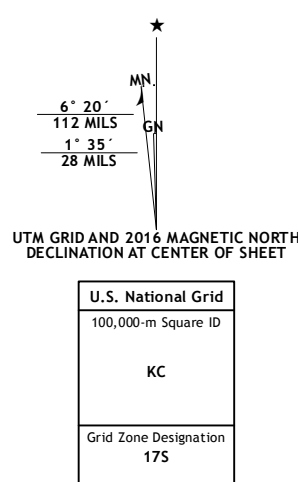 MN.
6° 20´
112 MILS
GN
1° 35´
28 MILS
UTM GRID AND 2016 MAGNETIC NORTH
DECLINATION AT CENTER OF SHEET
U.S. National Grid
100,000-m Square ID
KC
Grid Zone Designation
17S